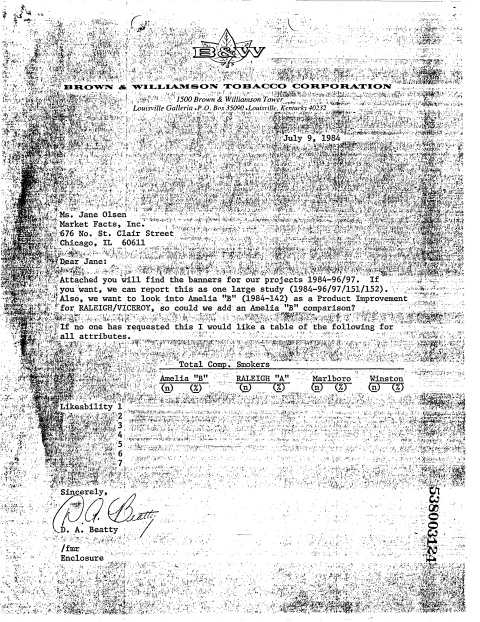 B&W
BROWN & WILLIAMSON TOBACCO CORPORATION
1500 Brown & Williamson Tower
Louisville Galleria • P.O. Box 35090 • Louisville, Kentucky 40232
July 9, 1984
Ms. Jane Olsen
Market Facts, Inc.
676 No. St. Clair Street
Chicago, IL 60611
Dear Jane:
Attached you will find the banners for our projects 1984-96/97. If
you want, we can report this as one large study (1984-96/97/151/152).
Also, we want to look into Amelia "B" (1984-142) as a Product Improvement
for RALEIGH/VICEROY, so could we add an Amelia "B" comparison?
If no one has requested this I would like a table of the following for
all attributes.
Total Comp. Smokers
Amelia "B" RALEIGH "A" Marlboro Winston
(n) (%) (n) (%) (n) (%) (n) (%)
Likeability 1
2
3
4
5
6
7
Sincerely,
D. A. Beatty
D. A. Beatty
/fmr
Enclosure
538003124